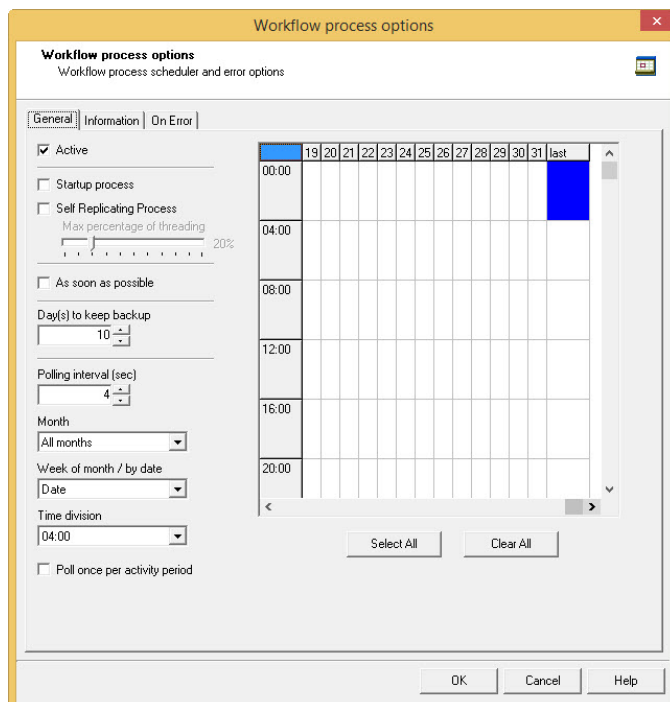 Workflow process options
Workflow process options
Workflow process scheduler and error options
General Information On Error
Active
Startup process
Self Replicating Process
Max percentage of threading
20%
As soon as possible
Day(s) to keep backup
10
Polling interval (sec)
4
Month
All months
Week of month / by date
Date
Time division
04:00
Poll once per activity period
19 20 21 22 23 24 25 26 27 28 29 30 31 last
00:00
04:00
08:00
12:00
16:00
20:00
Select All Clear All
OK Cancel Help